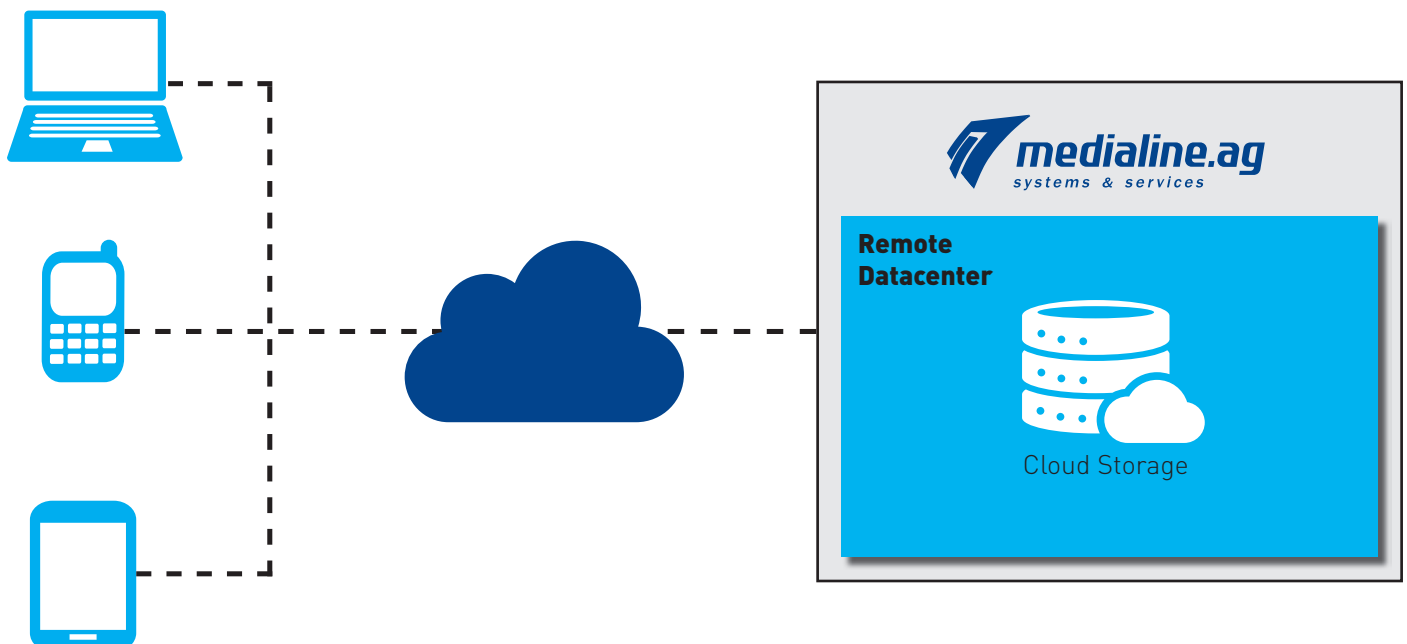 medialine.ag
systems & services
Remote
Datacenter
Cloud Storage